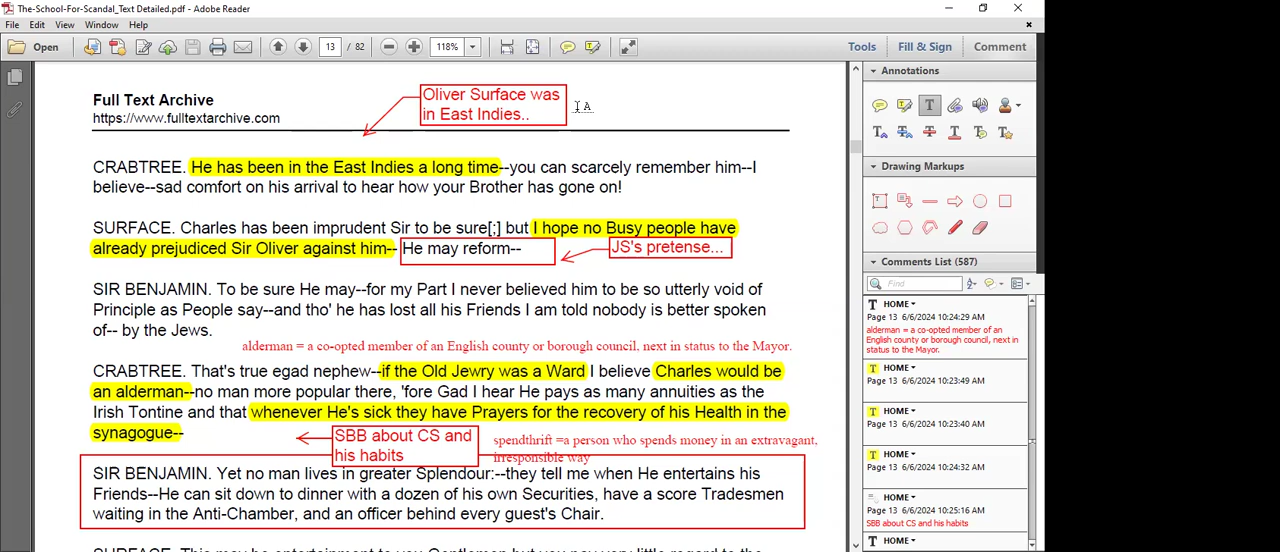 The-School-For-Scandal_Text Detailed.pdf - Adobe Reader
File Edit View Window Help
Open 13 / 82 118% Tools Fill & Sign Comment
Full Text Archive
https://www.fulltextarchive.com
Oliver Surface was
in East Indies..
CRABTREE. He has been in the East Indies a long time--you can scarcely remember him--I
believe--sad comfort on his arrival to hear how your Brother has gone on!
SURFACE. Charles has been imprudent Sir to be sure[;] but I hope no Busy people have
already prejudiced Sir Oliver against him-- He may reform--
JS's pretense...
SIR BENJAMIN. To be sure He may--for my Part I never believed him to be so utterly void of
Principle as People say--and tho' he has lost all his Friends I am told nobody is better spoken
of-- by the Jews.
alderman = a co-opted member of an English county or borough council, next in status to the Mayor.
CRABTREE. That's true egad nephew--if the Old Jewry was a Ward I believe Charles would be
an alderman--no man more popular there, 'fore Gad I hear He pays as many annuities as the
Irish Tontine and that whenever He's sick they have Prayers for the recovery of his Health in the
synagogue--
SBB about CS and
his habits
spendthrift =a person who spends money in an extravagant,
irresponsible way
SIR BENJAMIN. Yet no man lives in greater Splendour:--they tell me when He entertains his
Friends--He can sit down to dinner with a dozen of his own Securities, have a score Tradesmen
waiting in the Anti-Chamber, and an officer behind every guest's Chair.
SURFACE. This may be entertainment to you Gentlemen but you pay very little regard to the
Annotations
Drawing Markups
Comments List (587)
Find
HOME
Page 13 6/6/2024 10:24:29 AM
alderman = a co-opted member of an
English county or borough council, next
in status to the Mayor.
HOME
Page 13 6/6/2024 10:23:49 AM
HOME
Page 13 6/6/2024 10:23:40 AM
HOME
Page 13 6/6/2024 10:24:32 AM
HOME
Page 13 6/6/2024 10:25:16 AM
SBB about CS and his habits
HOME